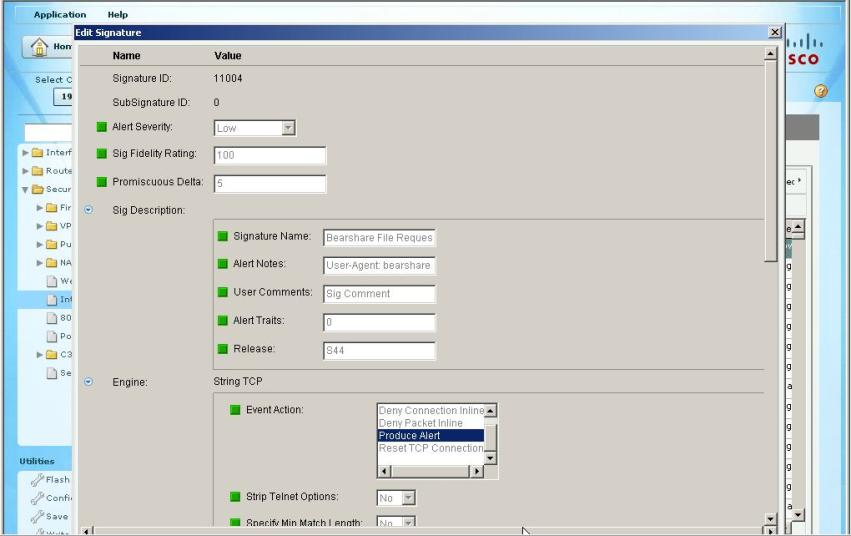 Application Help
Edit Signature
Hom
CISCO
Select C
19
Name Value
Signature ID: 11004
SubSignature ID: 0
Alert Severity: Low
Sig Fidelity Rating: 100
Promiscuous Delta: 5
Sig Description:
Signature Name: Bearshare File Reques
Alert Notes: User-Agent: bearshare
User Comments: Sig Comment
Alert Traits: 0
Release: S44
Engine: String TCP
Event Action: Deny Connection Inline
Deny Packet Inline
Produce Alert
Reset TCP Connection
Strip Telnet Options: No
Specify Min Match Length: No
Interf
Route
Secur
Fir
VP
Pu
NA
We
Int
80
Po
C3
Se
Utilities
Flash
Confi
Save